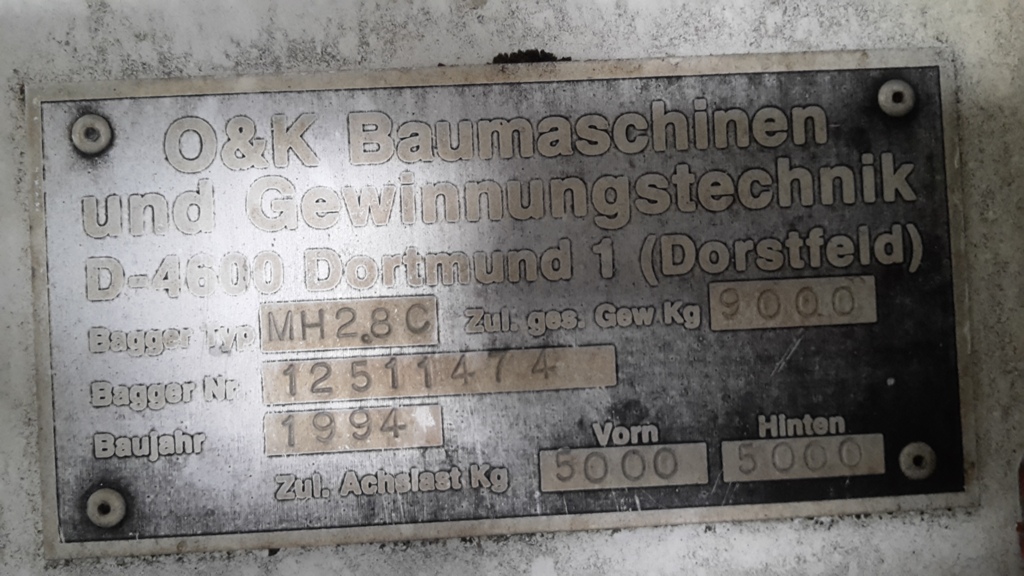 O&K Baumaschinen
und Gewinnungstechnik
D-4600 Dortmund 1 (Dorstfeld)
Bagger Typ MH2.8C Zul. ges. Gew Kg 9000
Bagger Nr 12511474
Baujahr 1994
Vorn Hinten
Zul. Achslast Kg 5000 5000